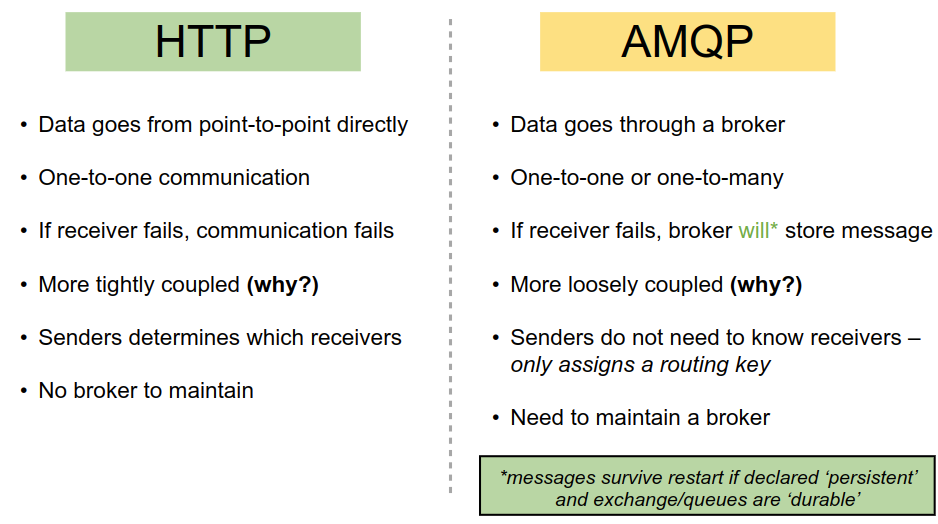 HTTP
• Data goes from point-to-point directly
• One-to-one communication
• If receiver fails, communication fails
• More tightly coupled (why?)
• Senders determines which receivers
• No broker to maintain
AMQP
• Data goes through a broker
• One-to-one or one-to-many
• If receiver fails, broker will* store message
• More loosely coupled (why?)
• Senders do not need to know receivers –
only assigns a routing key
• Need to maintain a broker
*messages survive restart if declared ‘persistent’
and exchange/queues are ‘durable’